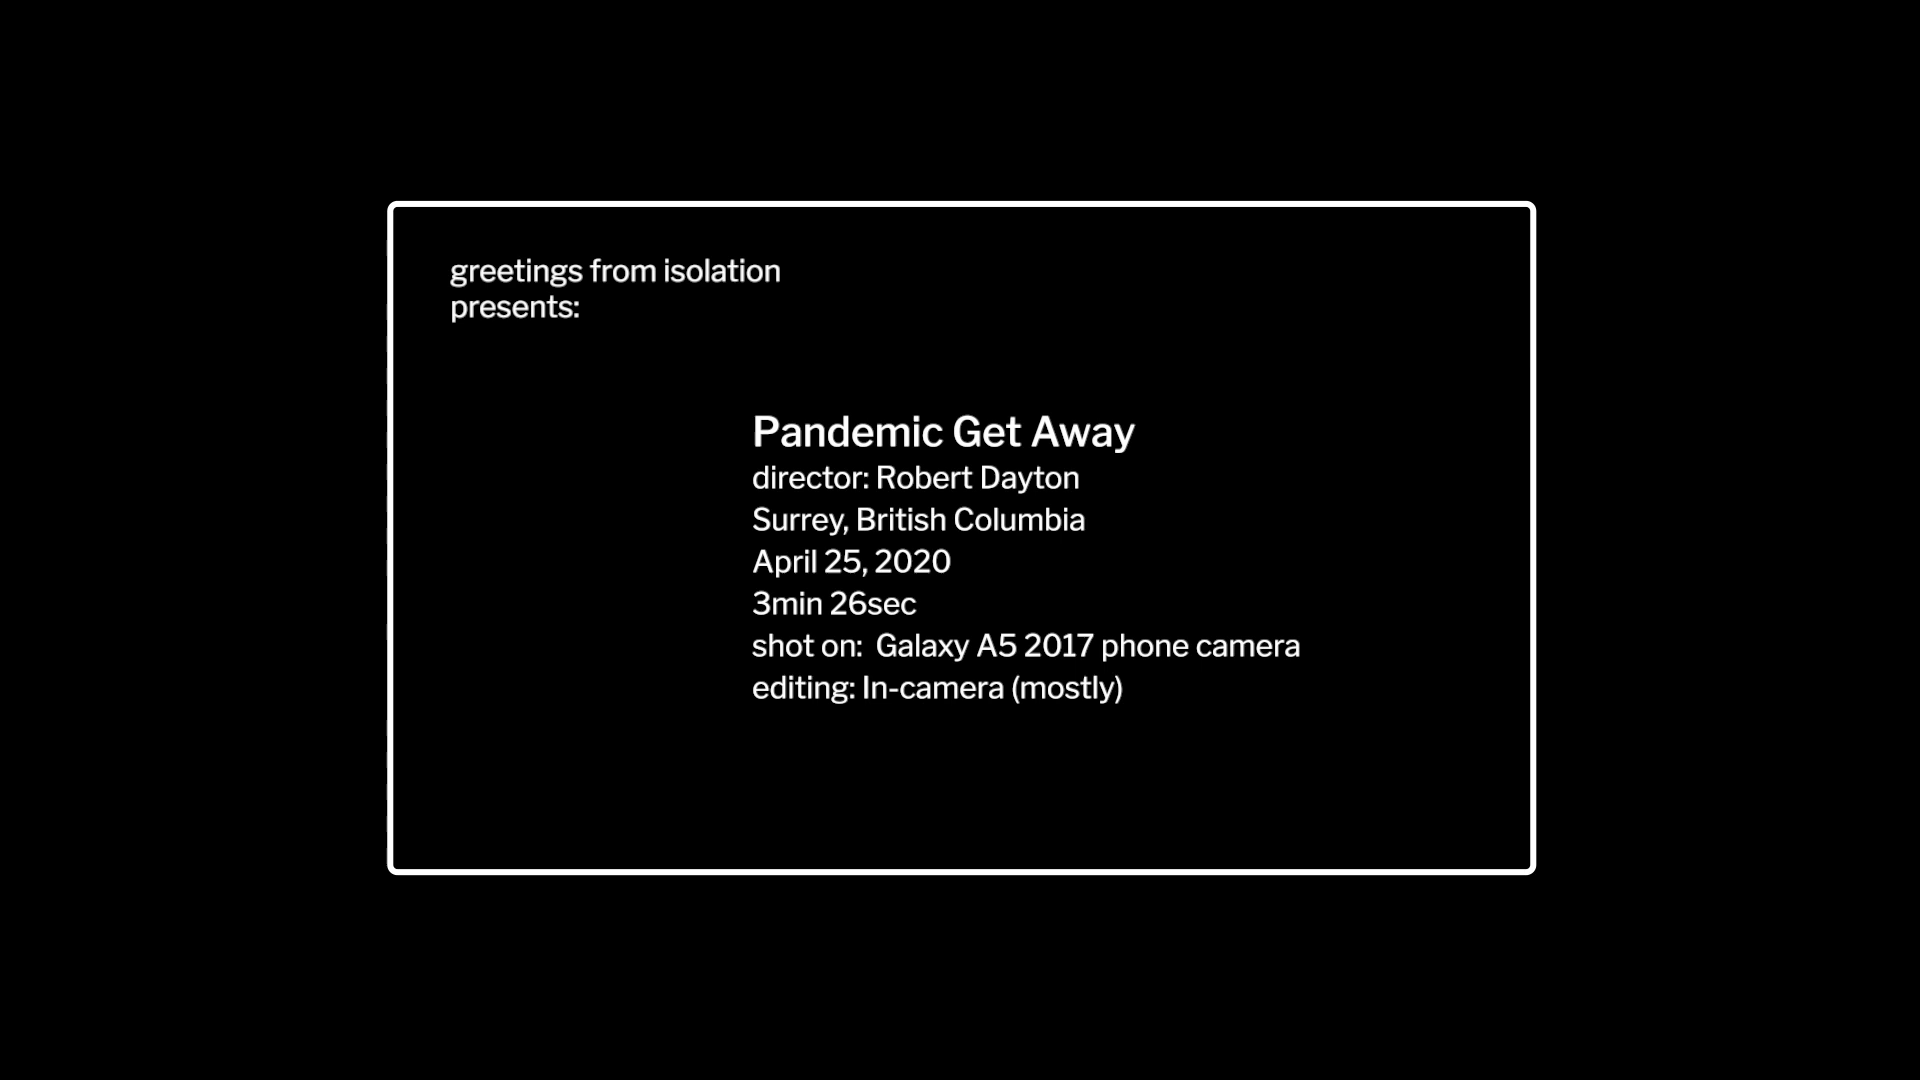 greetings from isolation
presents:
Pandemic Get Away
director: Robert Dayton
Surrey, British Columbia
April 25, 2020
3min 26sec
shot on:  Galaxy A5 2017 phone camera
editing: In-camera (mostly)